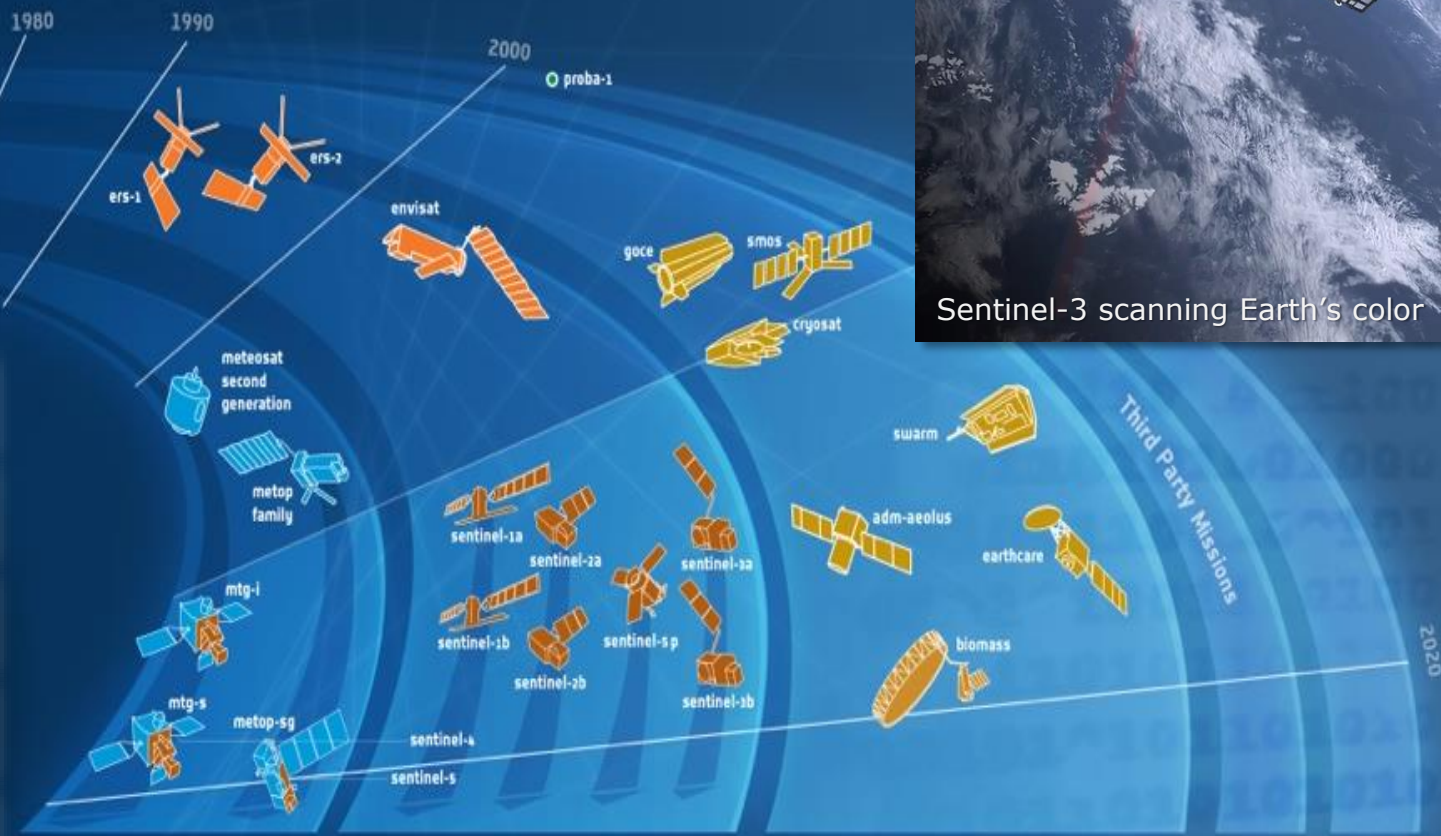 1980
1990
2000
proba-1
ers-1
ers-2
envisat
goce
smos
cryosat
Sentinel-3 scanning Earth’s color
meteosat
second
generation
metop
family
swarm
Third Party Missions
sentinel-1a
sentinel-2a
sentinel-3a
adm-aeolus
earthcare
mtg-i
sentinel-1b
sentinel-2b
sentinel-5p
sentinel-3b
biomass
2020
mtg-s
metop-sg
sentinel-4
sentinel-5